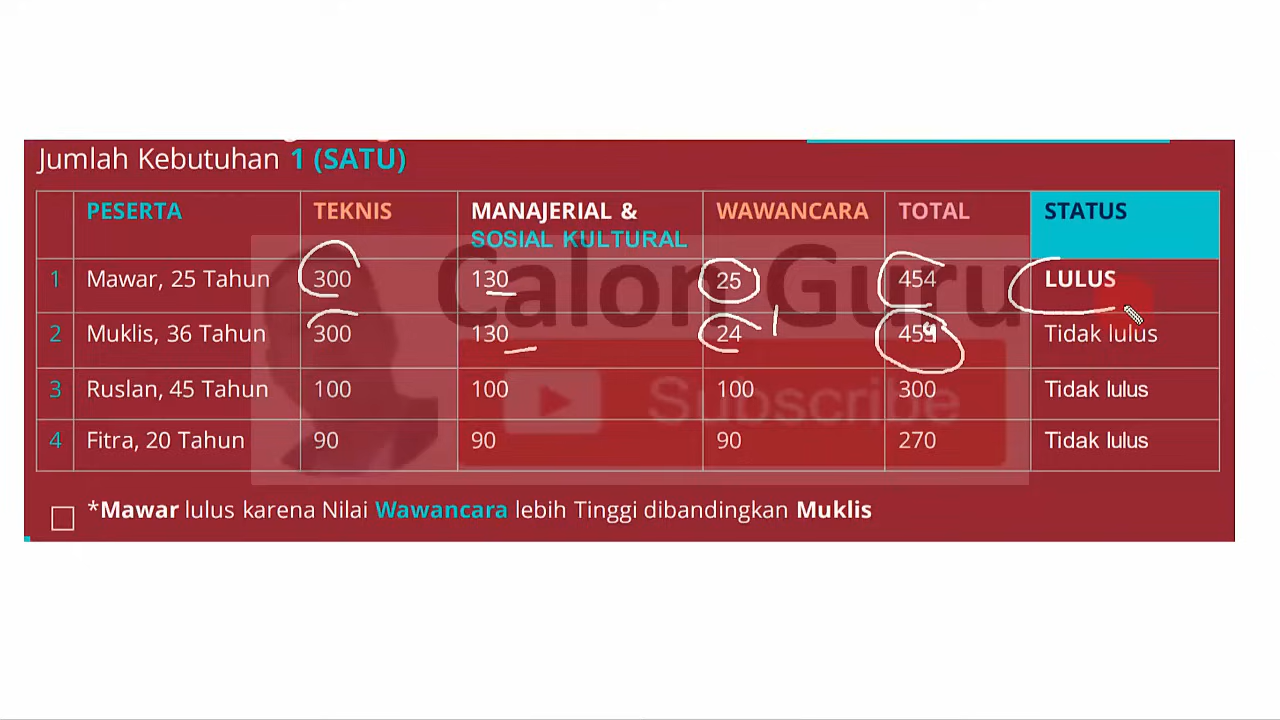 Jumlah Kebutuhan 1 (SATU)
PESERTA TEKNIS MANAJERIAL & SOSIAL KULTURAL WAWANCARA TOTAL STATUS
1 Mawar, 25 Tahun 300 130 25 454 LULUS
2 Muklis, 36 Tahun 300 130 24 Tidak lulus
3 Ruslan, 45 Tahun 100 100 100 300 Tidak lulus
4 Fitra, 20 Tahun 90 90 90 270 Tidak lulus
*Mawar lulus karena Nilai Wawancara lebih Tinggi dibandingkan Muklis
Calon Guru
Subscribe